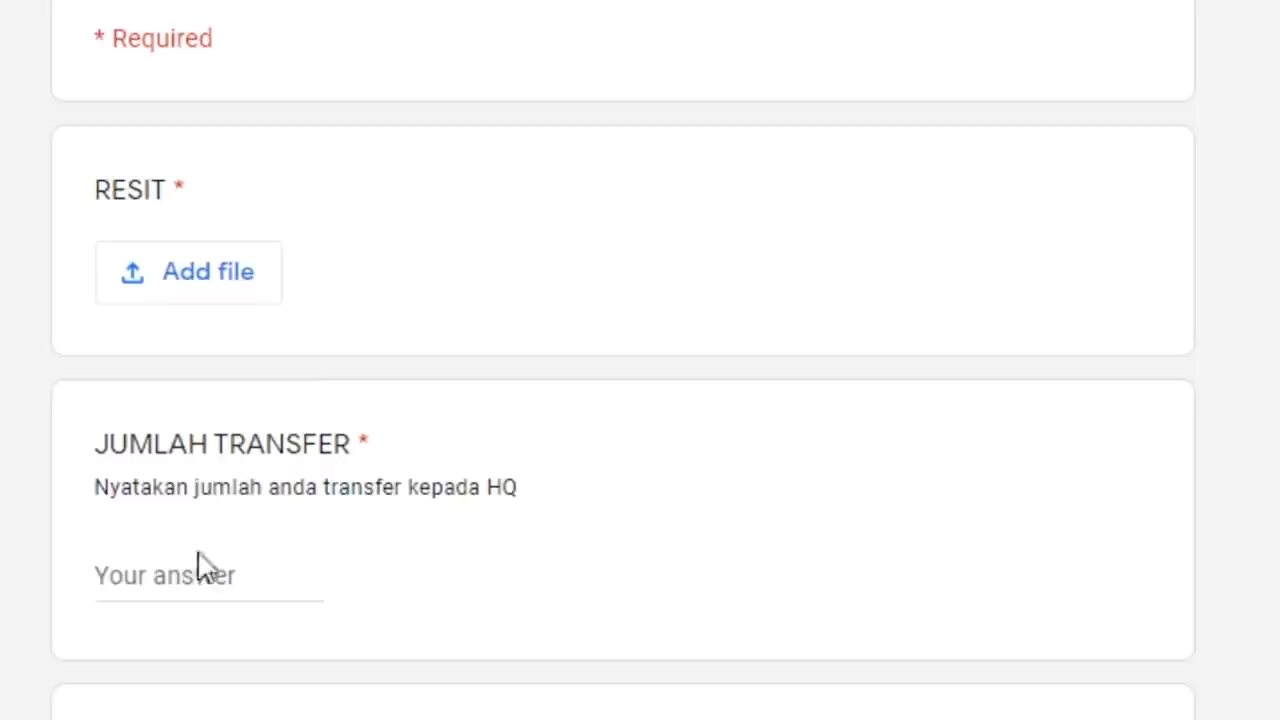 * Required
RESIT *
Add file
JUMLAH TRANSFER *
Nyatakan jumlah anda transfer kepada HQ
Your answer